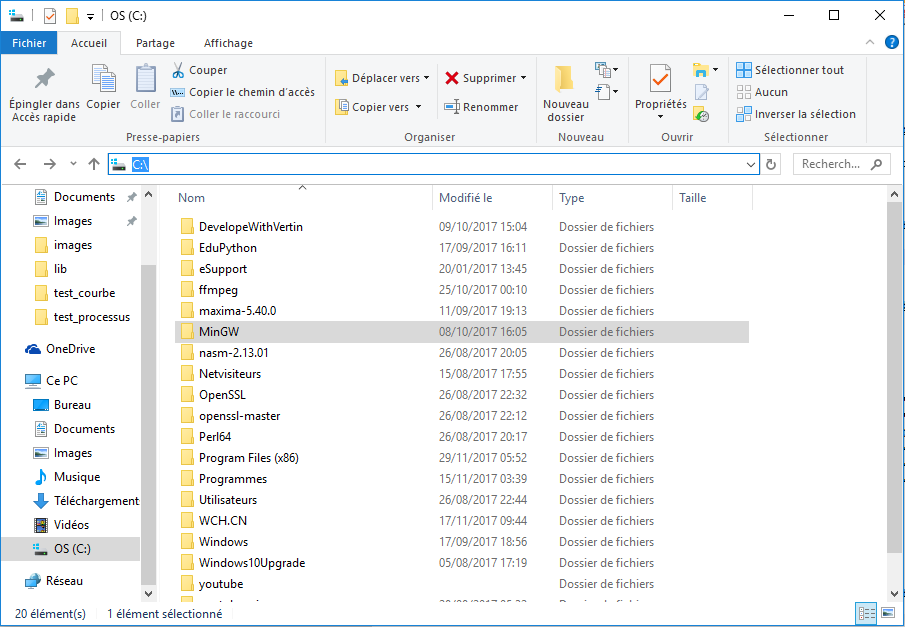 OS (C:)
Fichier Accueil Partage Affichage
Épingler dans Accès rapide
Copier
Coller
Couper
Copier le chemin d'accès
Coller le raccourci
Presse-papiers
Déplacer vers
Copier vers
Supprimer
Renommer
Organiser
Nouveau dossier
Nouveau
Propriétés
Ouvrir
Sélectionner tout
Aucun
Inverser la sélection
Sélectionner
C:\
Recherch...
Documents
Images
images
lib
test_courbe
test_processus
OneDrive
Ce PC
Bureau
Documents
Images
Musique
Téléchargement
Vidéos
OS (C:)
Réseau
Nom Modifié le Type Taille
DevelopeWithVertin 09/10/2017 15:04 Dossier de fichiers
EduPython 17/09/2017 16:11 Dossier de fichiers
eSupport 20/01/2017 13:45 Dossier de fichiers
ffmpeg 25/10/2017 00:10 Dossier de fichiers
maxima-5.40.0 11/09/2017 19:13 Dossier de fichiers
MinGW 08/10/2017 16:05 Dossier de fichiers
nasm-2.13.01 26/08/2017 20:05 Dossier de fichiers
Netvisiteurs 15/08/2017 17:55 Dossier de fichiers
OpenSSL 26/08/2017 22:32 Dossier de fichiers
openssl-master 26/08/2017 22:12 Dossier de fichiers
Perl64 26/08/2017 20:17 Dossier de fichiers
Program Files (x86) 29/11/2017 05:52 Dossier de fichiers
Programmes 15/11/2017 03:39 Dossier de fichiers
Utilisateurs 26/08/2017 22:44 Dossier de fichiers
WCH.CN 17/11/2017 09:44 Dossier de fichiers
Windows 17/09/2017 18:56 Dossier de fichiers
Windows10Upgrade 05/08/2017 17:19 Dossier de fichiers
youtube Dossier de fichiers
20 élément(s) 1 élément sélectionné